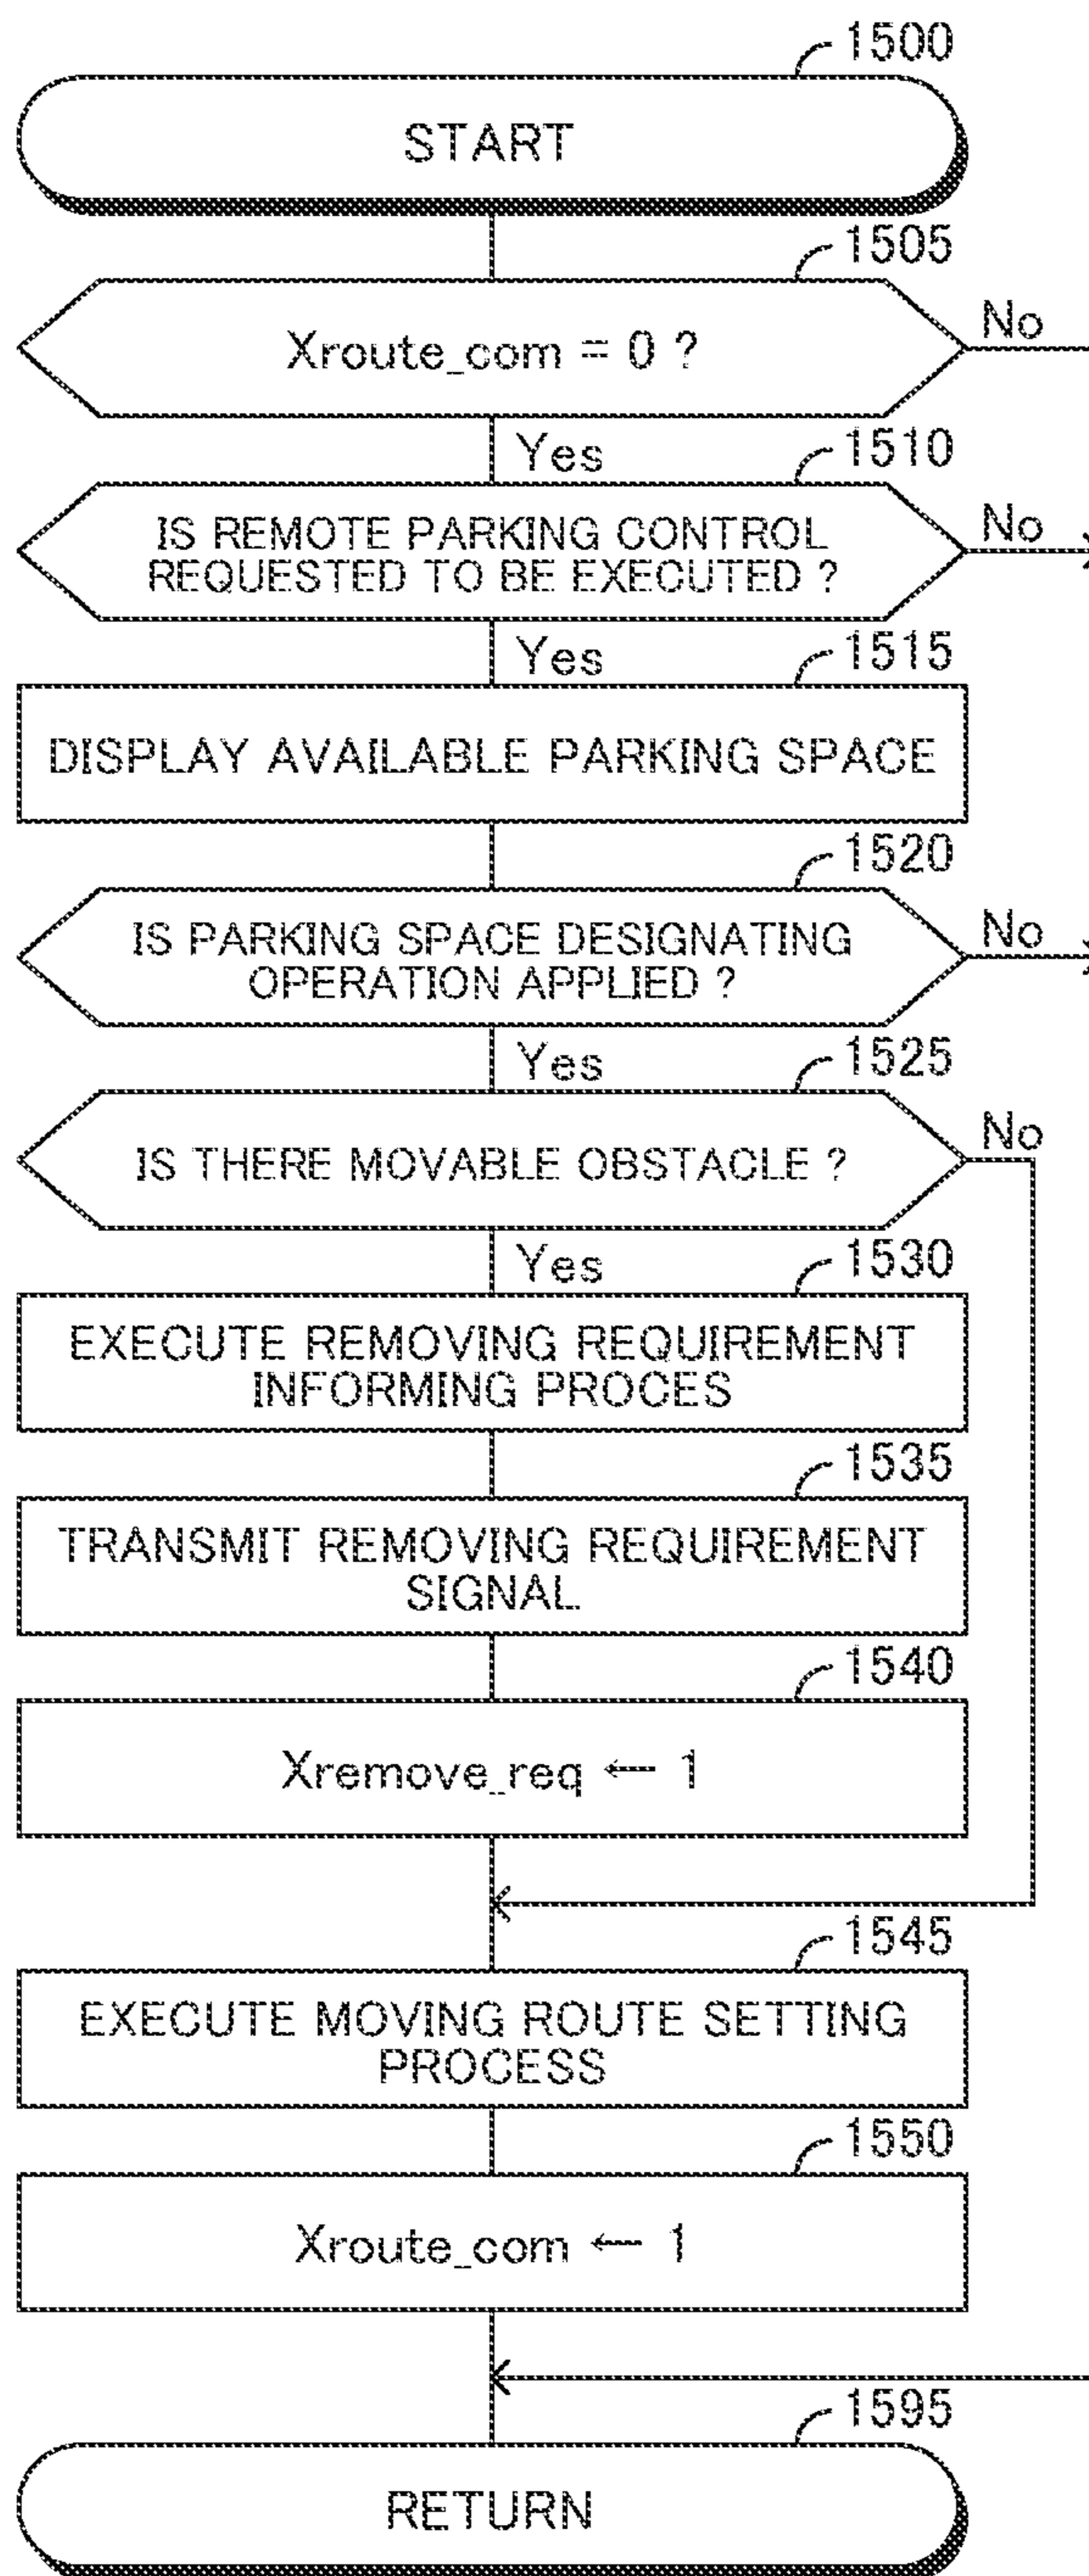 1500
START
1505
Xroute_com = 0 ?
No
Yes
1510
IS REMOTE PARKING CONTROL
REQUESTED TO BE EXECUTED ?
No
Yes
1515
DISPLAY AVAILABLE PARKING SPACE
1520
IS PARKING SPACE DESIGNATING
OPERATION APPLIED ?
No
Yes
1525
IS THERE MOVABLE OBSTACLE ?
No
Yes
1530
EXECUTE REMOVING REQUIREMENT
INFORMING PROCES
1535
TRANSMIT REMOVING REQUIREMENT
SIGNAL
1540
Xremove_req ← 1
1545
EXECUTE MOVING ROUTE SETTING
PROCESS
1550
Xroute_com ← 1
1595
RETURN